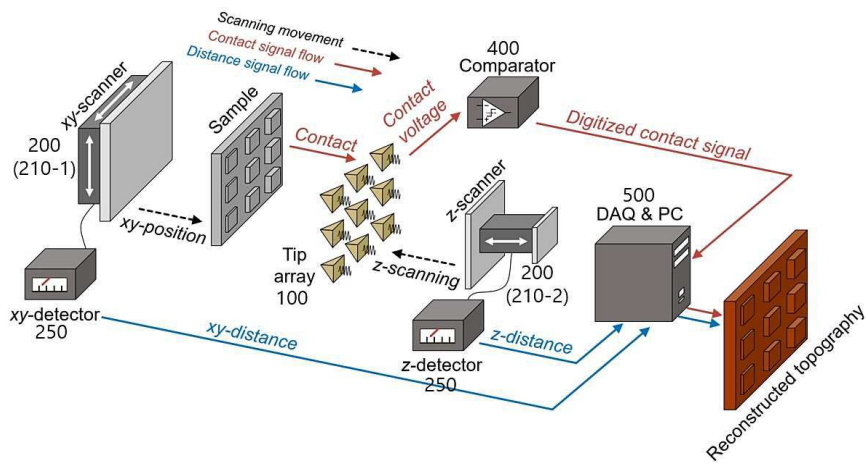 Scanning movement
Contact signal flow
Distance signal flow
400
Comparator
xy-scanner
Sample
Contact
voltage
Contact
Digitized contact signal
200
(210-1)
z-scanner
500
DAQ & PC
xy-position
Tip
array
100
z-scanning
200
(210-2)
xy-detector
250
xy-distance
z-distance
z-detector
250
Reconstructed topography